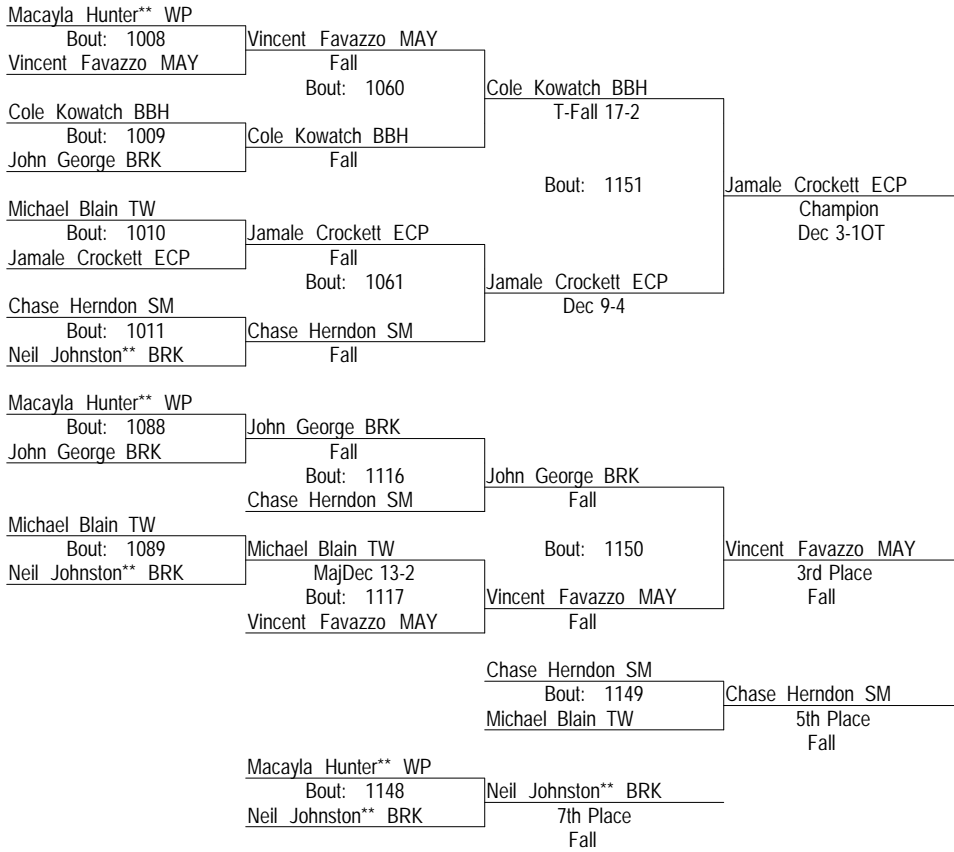 Macayla Hunter** WP
Bout: 1008
Vincent Favazzo MAY
Vincent Favazzo MAY
Fall
Bout: 1060
Cole Kowatch BBH
T-Fall 17-2
Cole Kowatch BBH
Bout: 1009
John George BRK
Cole Kowatch BBH
Fall
Bout: 1151
Jamale Crockett ECP
Champion
Dec 3-1OT
Michael Blain TW
Bout: 1010
Jamale Crockett ECP
Jamale Crockett ECP
Fall
Bout: 1061
Jamale Crockett ECP
Dec 9-4
Chase Herndon SM
Bout: 1011
Neil Johnston** BRK
Chase Herndon SM
Fall
Macayla Hunter** WP
Bout: 1088
John George BRK
John George BRK
Fall
Bout: 1116
Chase Herndon SM
John George BRK
Fall
Michael Blain TW
Bout: 1089
Neil Johnston** BRK
Michael Blain TW
MajDec 13-2
Bout: 1117
Vincent Favazzo MAY
Bout: 1150
Vincent Favazzo MAY
Fall
Vincent Favazzo MAY
3rd Place
Fall
Chase Herndon SM
Bout: 1149
Michael Blain TW
Chase Herndon SM
5th Place
Fall
Macayla Hunter** WP
Bout: 1148
Neil Johnston** BRK
Neil Johnston** BRK
7th Place
Fall